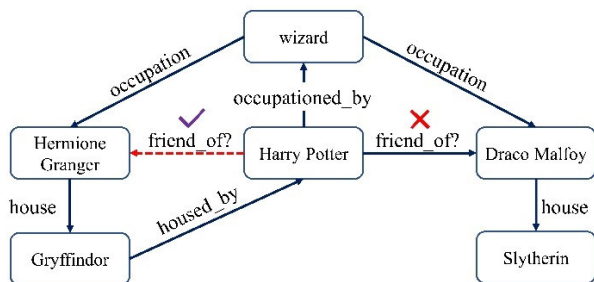 wizard
occupation
occupation
occupationed_by
Hermione
Granger
friend_of?
Harry Potter
friend_of?
Draco Malfoy
house
housed_by
house
Gryffindor
Slytherin